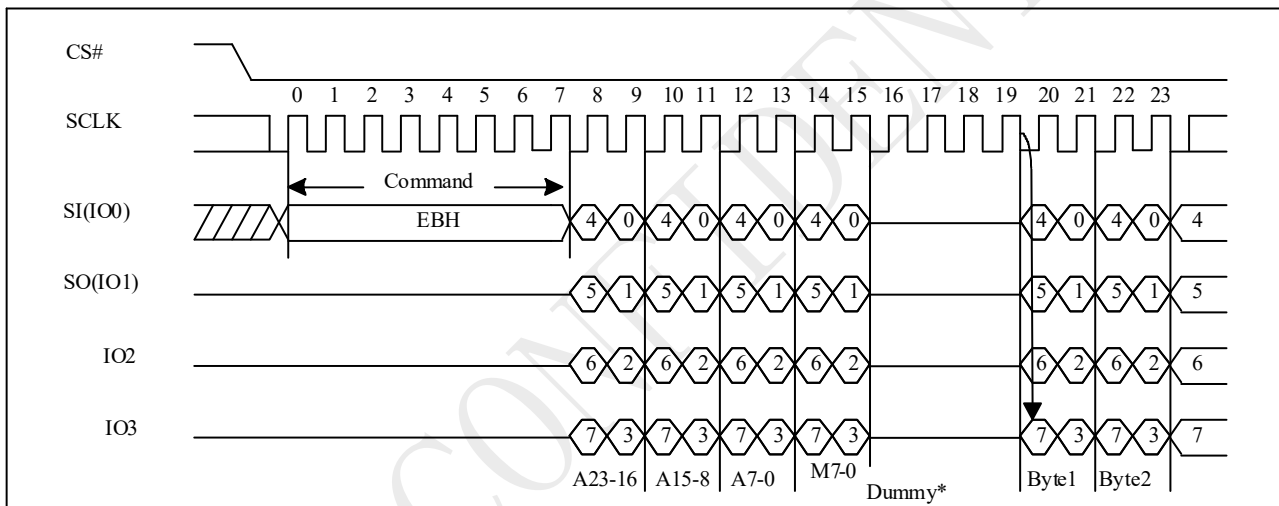 CS#
0 1 2 3 4 5 6 7 8 9 10 11 12 13 14 15 16 17 18 19 20 21 22 23
SCLK
Command
SI(IO0) EBH 4 0 4 0 4 0 4 0 4 0 4 0 4
SO(IO1) 5 1 5 1 5 1 5 1 5 1 5 1 5
IO2 6 2 6 2 6 2 6 2 6 2 6 2 6
IO3 7 3 7 3 7 3 7 3 7 3 7 3 7
A23-16 A15-8 A7-0 M7-0 Dummy* Byte1 Byte2
CONFIDENT